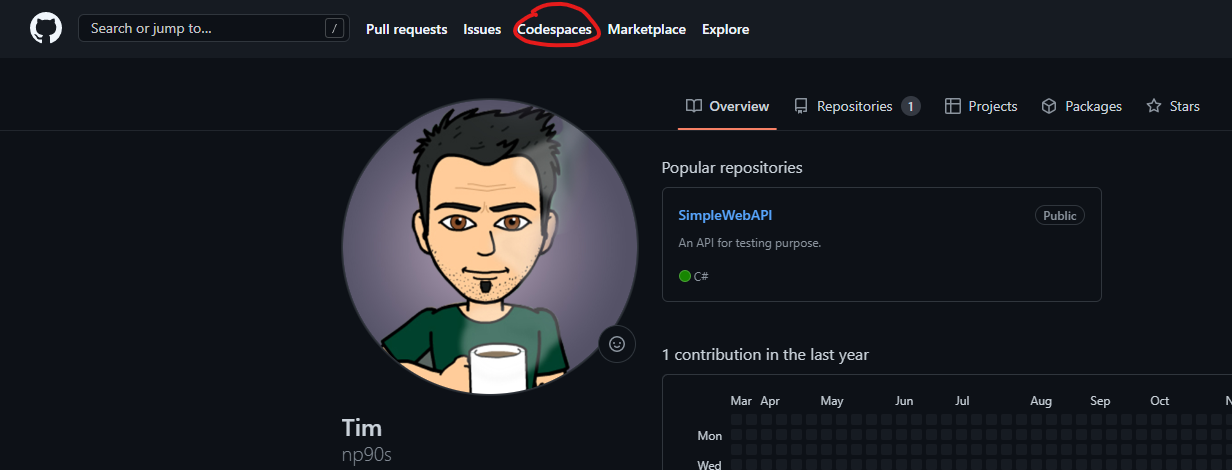 Search or jump to... /
Pull requests Issues Codespaces Marketplace Explore
Overview Repositories 1 Projects Packages Stars
Popular repositories
SimpleWebAPI Public
An API for testing purpose.
C#
1 contribution in the last year
Mar Apr May Jun Jul Aug Sep Oct
Mon
Wed
Tim
np90s